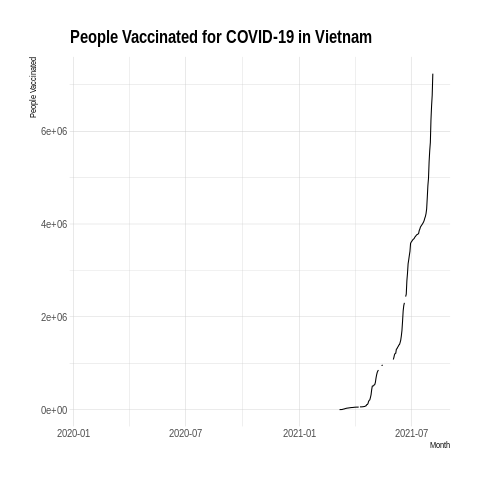 People Vaccinated for COVID-19 in Vietnam
People Vaccinated
6e+06
4e+06
2e+06
0e+00
2020-01
2020-07
2021-01
2021-07
Month